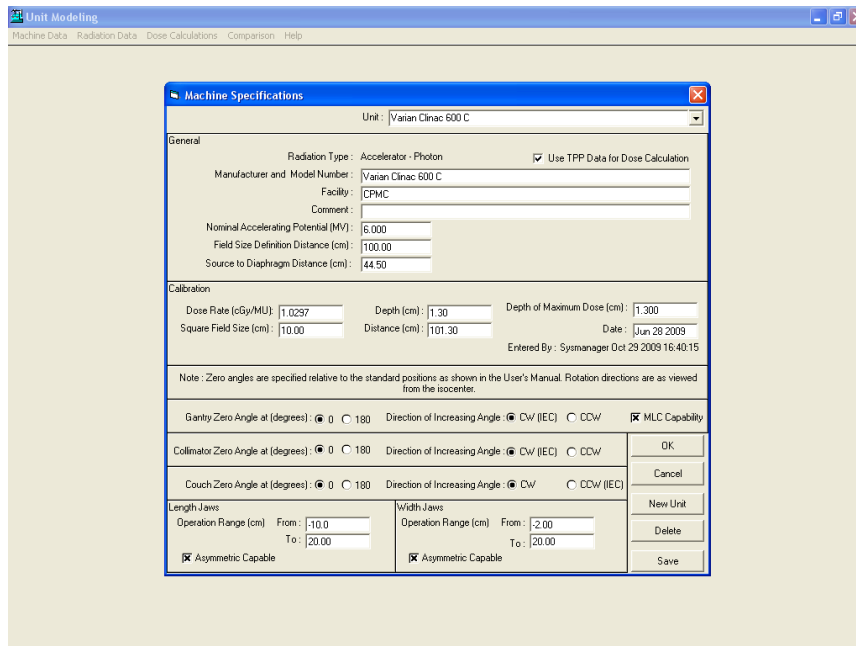 Unit Modeling
Machine Data Radiation Data Dose Calculations Comparison Help
Machine Specifications
Unit : Varian Clinac 600 C
General
Radiation Type : Accelerator - Photon Use TPP Data for Dose Calculation
Manufacturer and Model Number : Varian Clinac 600 C
Facility : CPMC
Comment :
Nominal Accelerating Potential (MV) : 6.000
Field Size Definition Distance (cm) : 100.00
Source to Diaphragm Distance (cm) : 44.50
Calibration
Dose Rate (cGy/MU): 1.0297 Depth (cm) : 1.30 Depth of Maximum Dose (cm) : 1.300
Square Field Size (cm) : 10.00 Distance (cm) : 101.30 Date : Jun 28 2009
Entered By : Sysmanager Oct 29 2009 16:40:15
Note : Zero angles are specified relative to the standard positions as shown in the User's Manual. Rotation directions are as viewed
from the isocenter.
Gantry Zero Angle at (degrees) : 0 180 Direction of Increasing Angle : CW (IEC) CCW MLC Capability
Collimator Zero Angle at (degrees) : 0 180 Direction of Increasing Angle : CW (IEC) CCW OK
Couch Zero Angle at (degrees) : 0 180 Direction of Increasing Angle : CW CCW (IEC) Cancel
Length Jaws Width Jaws New Unit
Operation Range (cm) From : -10.0 Operation Range (cm) From : -2.00
To : 20.00 To : 20.00 Delete
Asymmetric Capable Asymmetric Capable Save